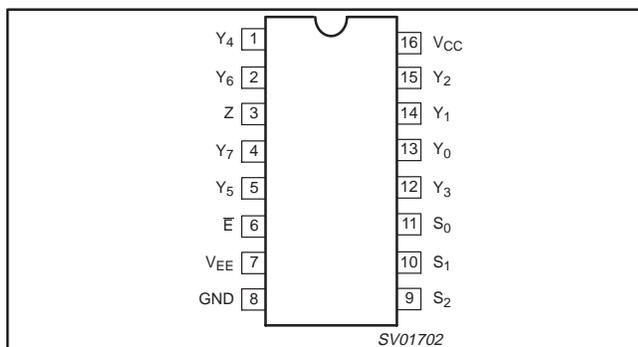 Y4 1 16 VCC
Y6 2 15 Y2
Z 3 14 Y1
Y7 4 13 Y0
Y5 5 12 Y3
E̅ 6 11 S0
VEE 7 10 S1
GND 8 9 S2
SV01702